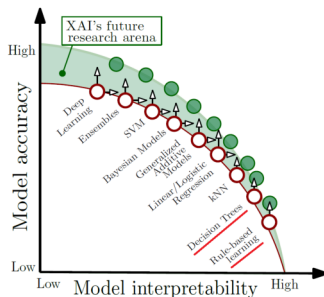 High
XAI's future
research arena
Deep
Learning
Ensembles
SVM
Bayesian Models
Generalized
Additive
Models
Linear/Logistic
Regression
kNN
Decision Trees
Rule-based
learning
Model accuracy
Low
Low
Model interpretability
High